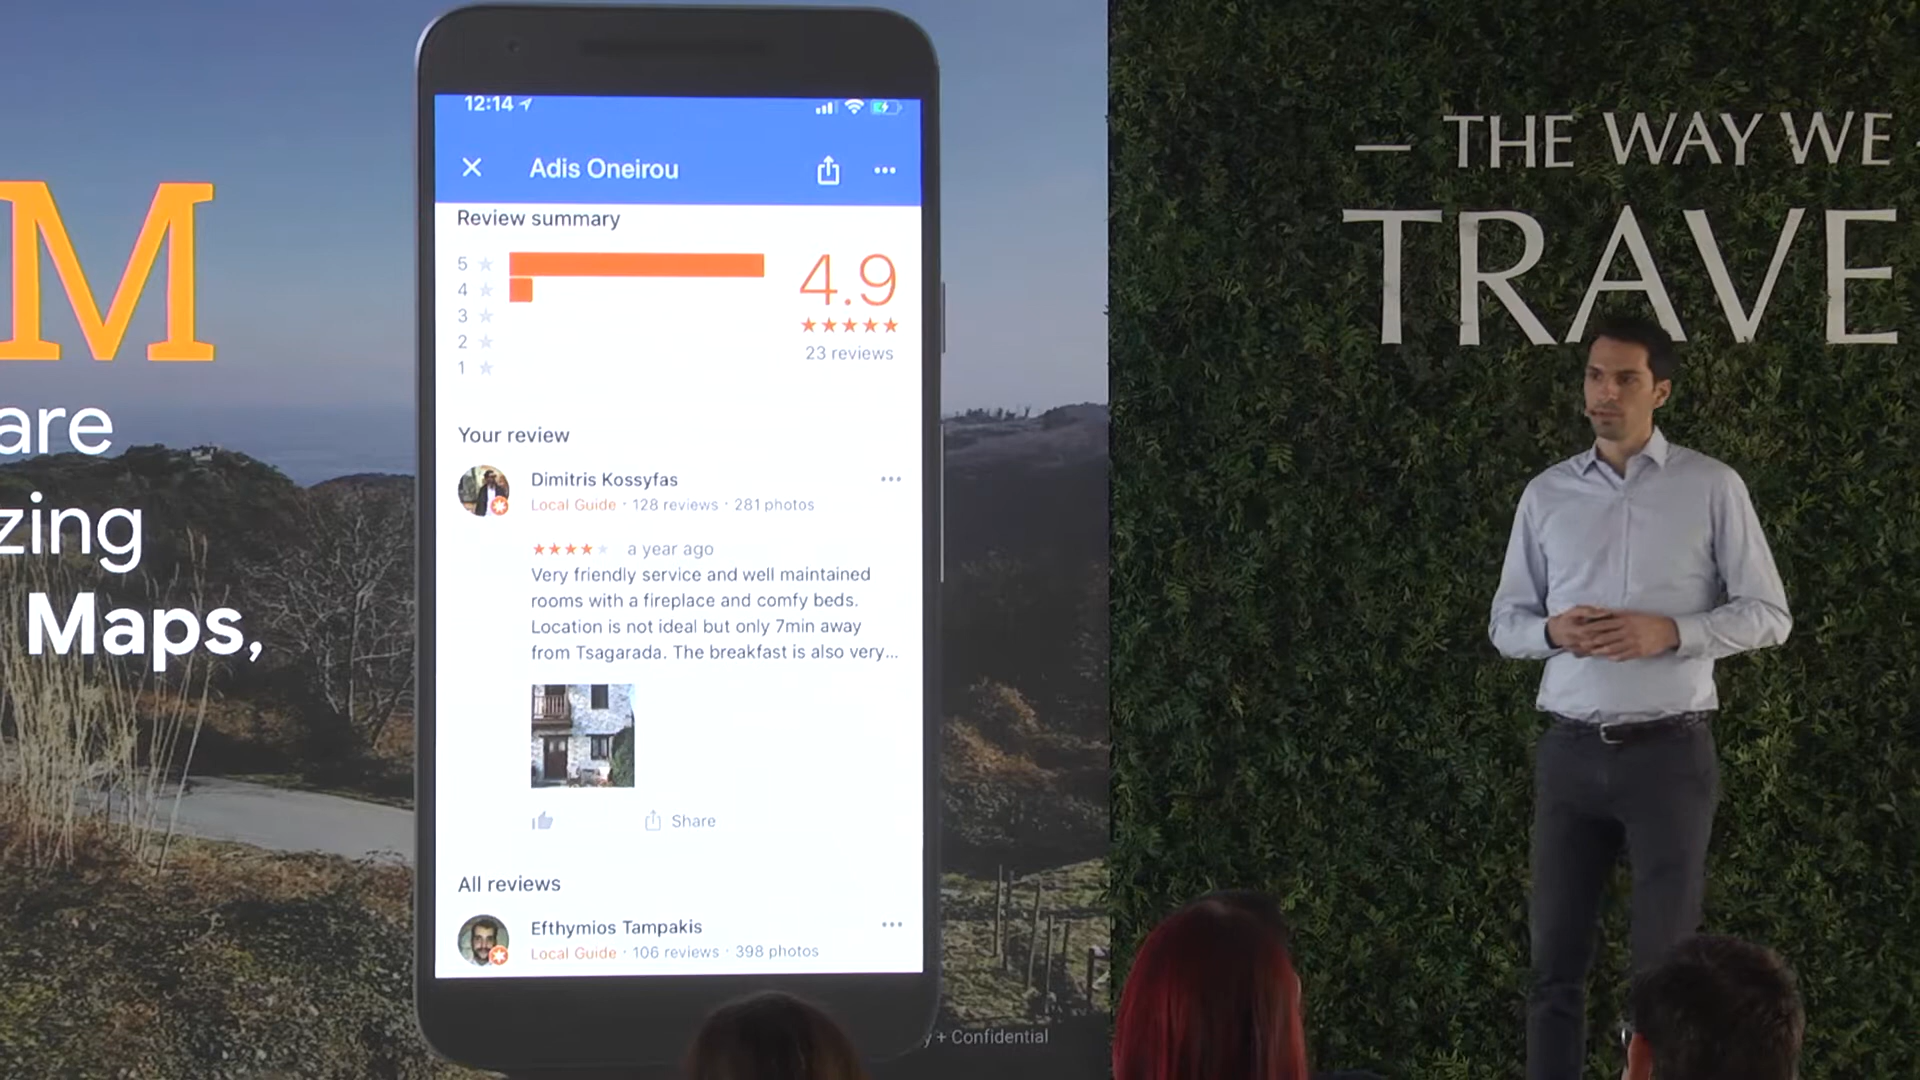 M
are
zing
Maps,
12:14
Adis Oneirou
Review summary
5
4
3
2
1
4.9
23 reviews
Your review
Dimitris Kossyfas
Local Guide · 128 reviews · 281 photos
a year ago
Very friendly service and well maintained
rooms with a fireplace and comfy beds.
Location is not ideal but only 7min away
from Tsagarada. The breakfast is also very...
Share
All reviews
Efthymios Tampakis
Local Guide · 106 reviews · 398 photos
y + Confidential
— THE WAY WE -
TRAVE